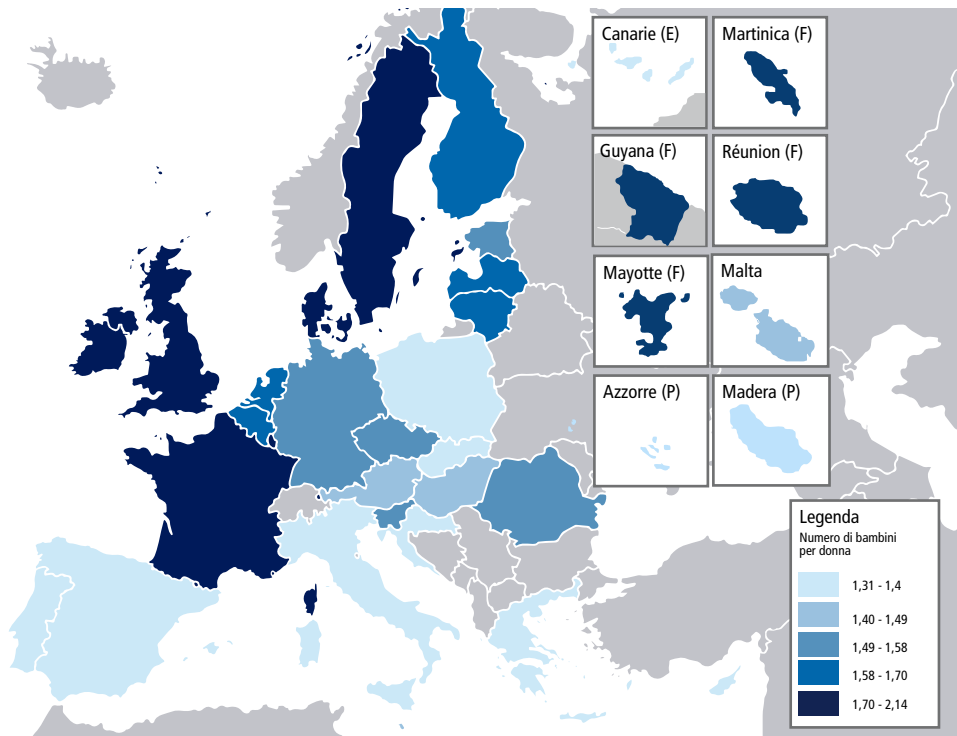 Canarie (E)
Martinica (F)
Guyana (F)
Réunion (F)
Mayotte (F)
Malta
Azzorre (P)
Madera (P)
Legenda
Numero di bambini
per donna
1,31 - 1,4
1,40 - 1,49
1,49 - 1,58
1,58 - 1,70
1,70 - 2,14